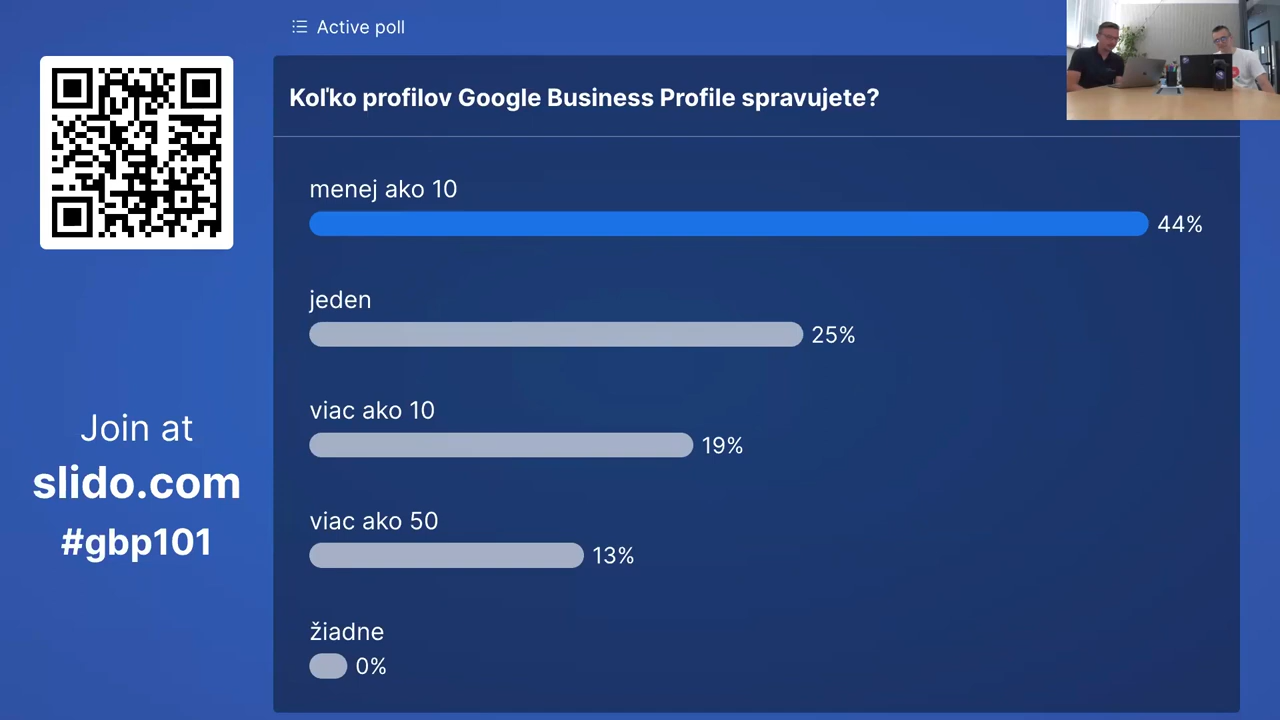 Active poll
Koľko profilov Google Business Profile spravujete?
menej ako 10
44%
jeden
25%
viac ako 10
19%
viac ako 50
13%
žiadne
0%
Join at
slido.com
#gbp101